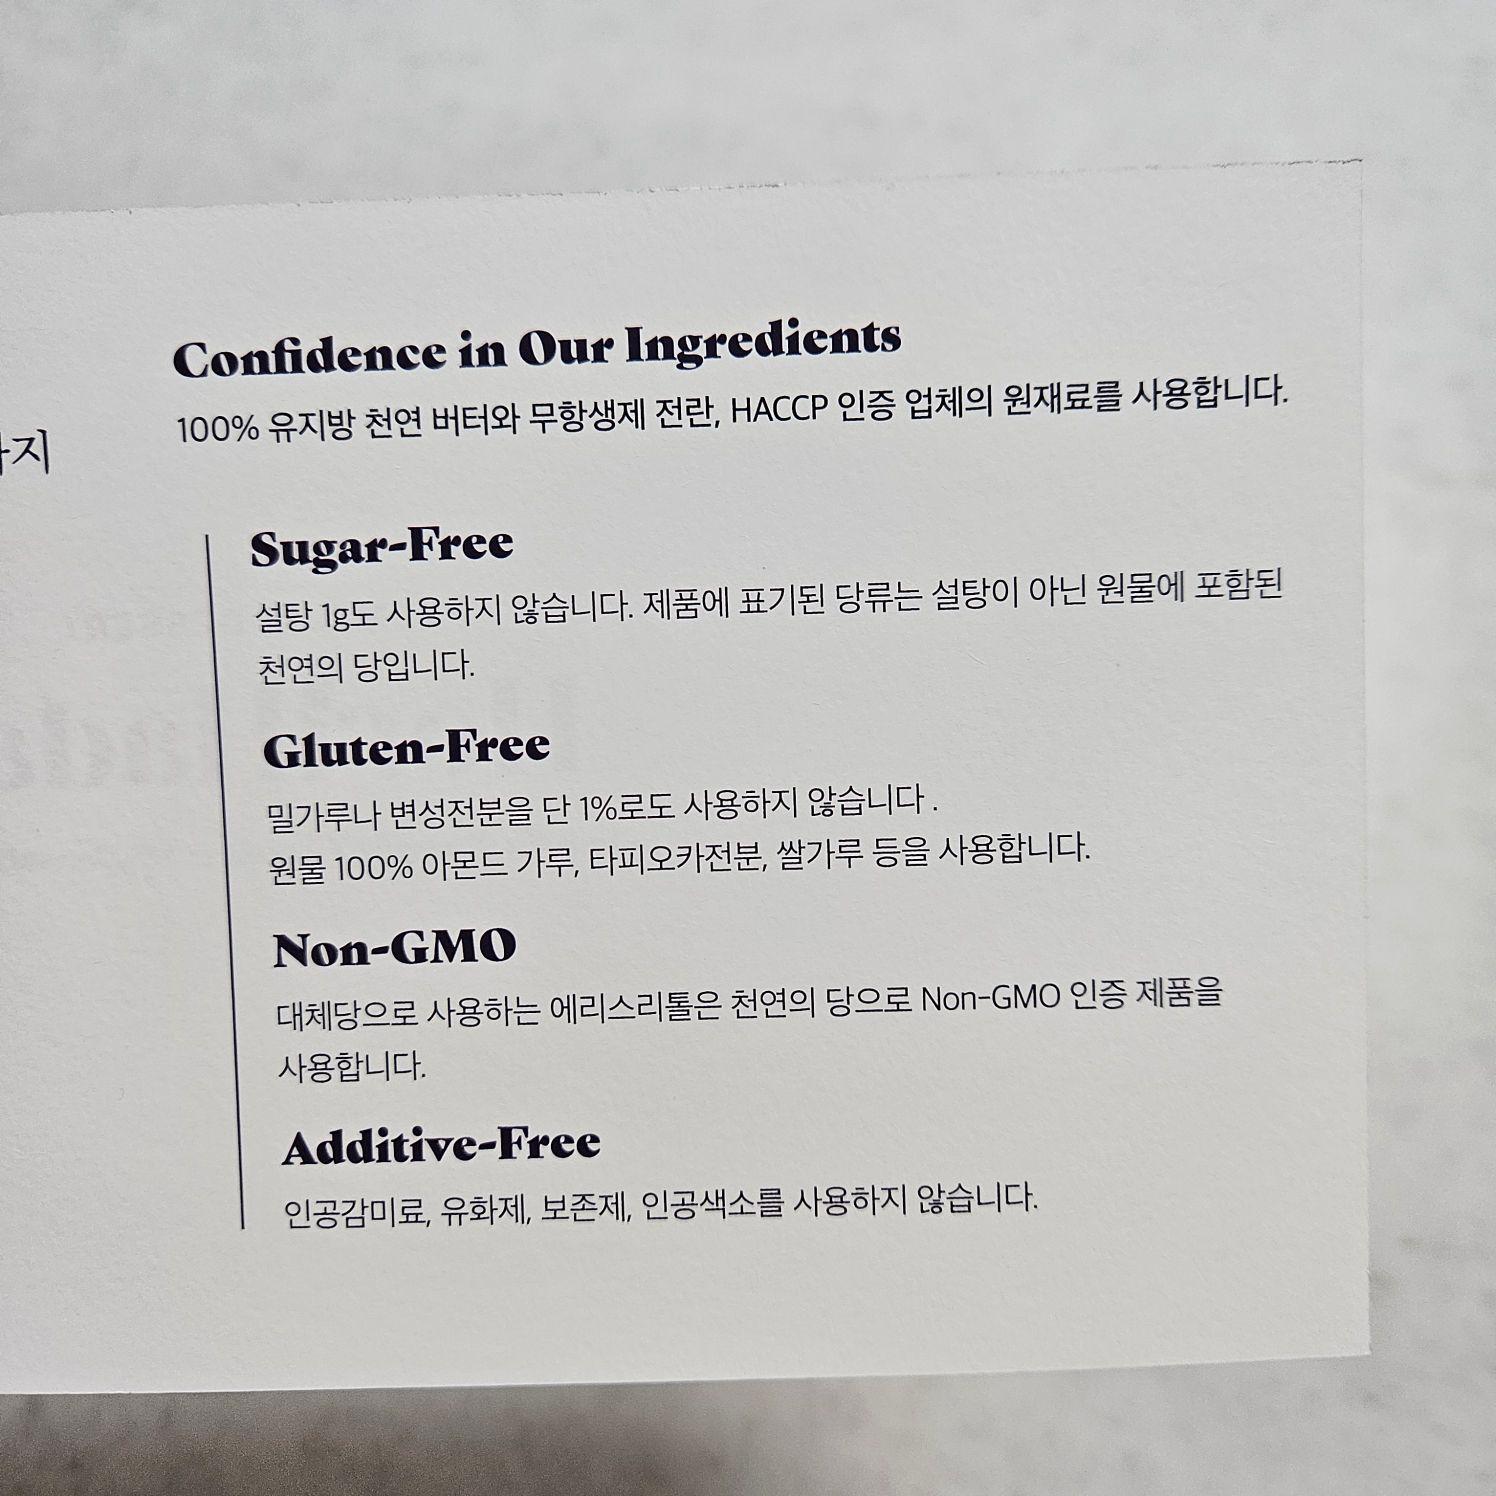 Confidence in Our Ingredients
100% 유지방 천연 버터와 무항생제 전란, HACCP 인증 업체의 원재료를 사용합니다.
Sugar-Free
설탕 1g도 사용하지 않습니다. 제품에 표기된 당류는 설탕이 아닌 원물에 포함된
천연의 당입니다.
Gluten-Free
밀가루나 변성전분을 단 1%로도 사용하지 않습니다 .
원물 100% 아몬드 가루, 타피오카전분, 쌀가루 등을 사용합니다.
Non-GMO
대체당으로 사용하는 에리스리톨은 천연의 당으로 Non-GMO 인증 제품을
사용합니다.
Additive-Free
인공감미료, 유화제, 보존제, 인공색소를 사용하지 않습니다.